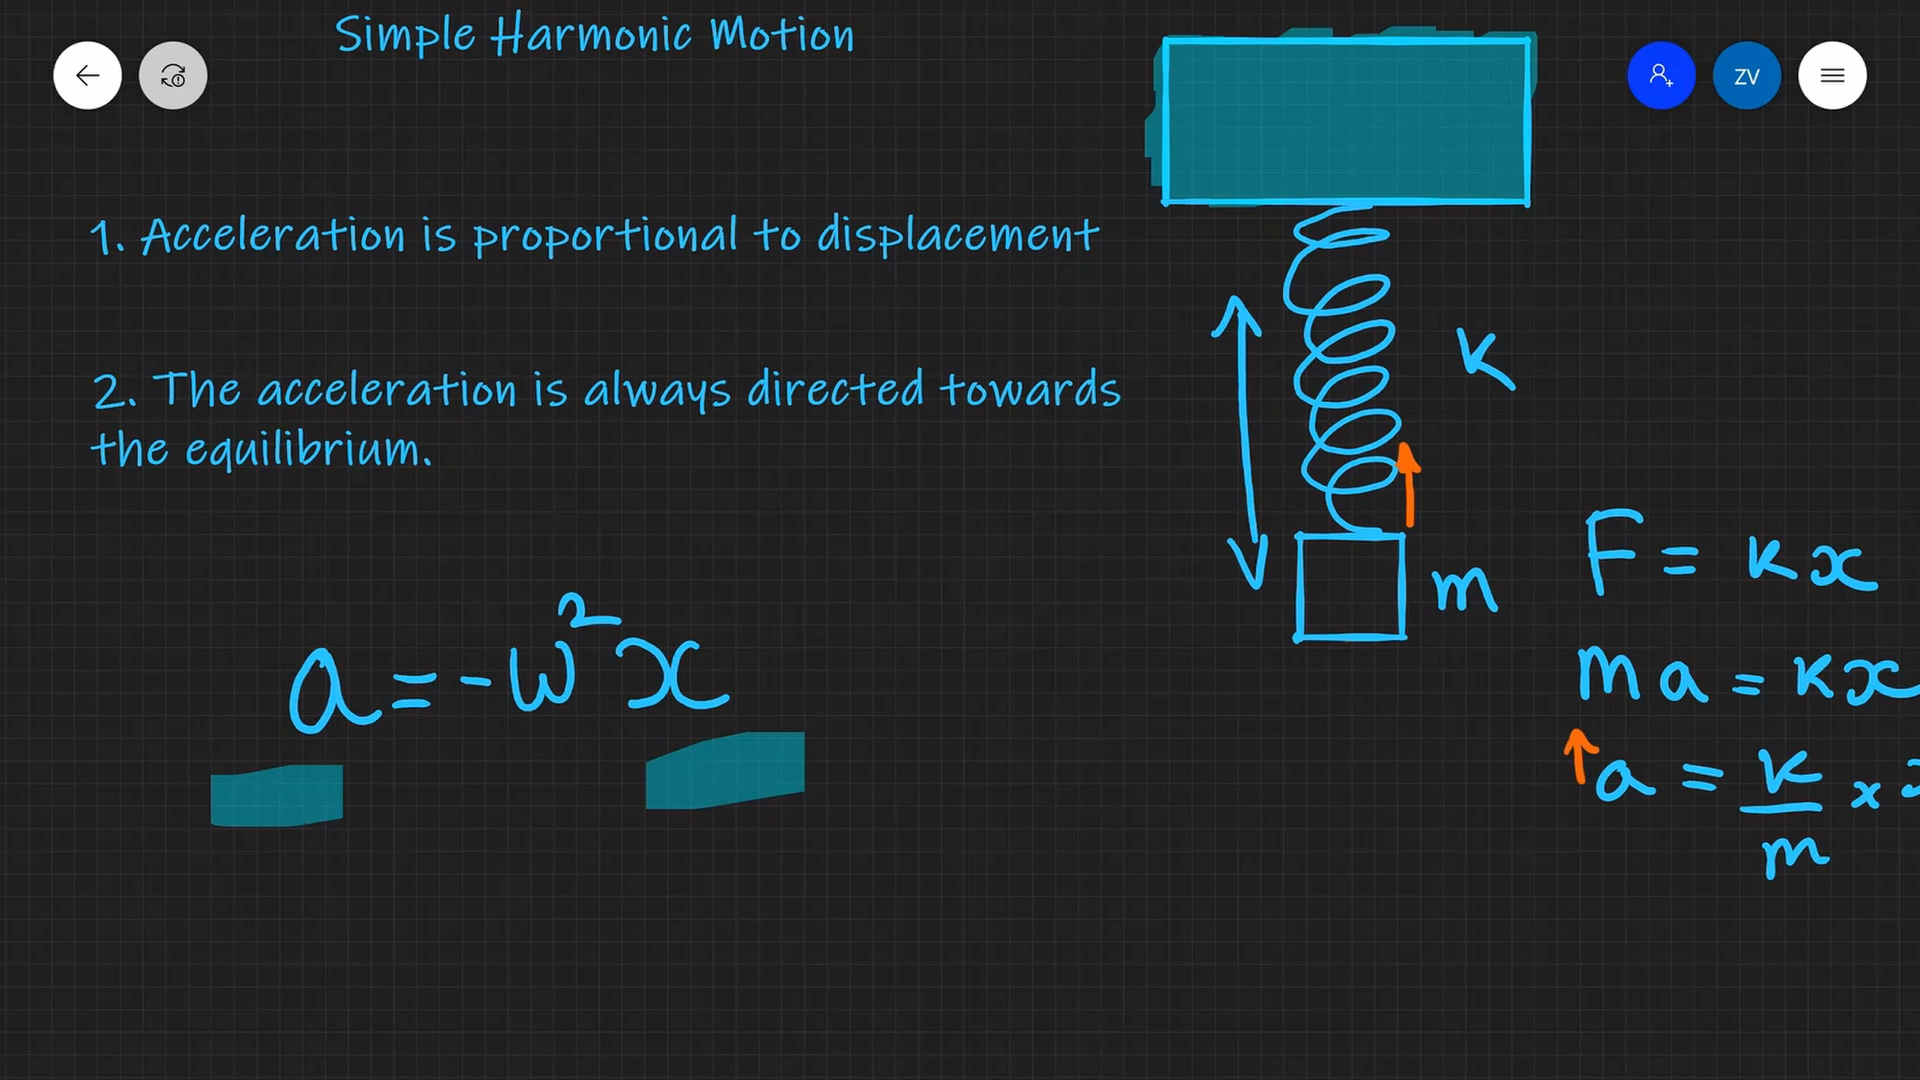 Simple Harmonic Motion
ZV
1. Acceleration is proportional to displacement
2. The acceleration is always directed towards
the equilibrium.
a = -ω²x
K
m
F = kx
ma = kx
a = k/m ×